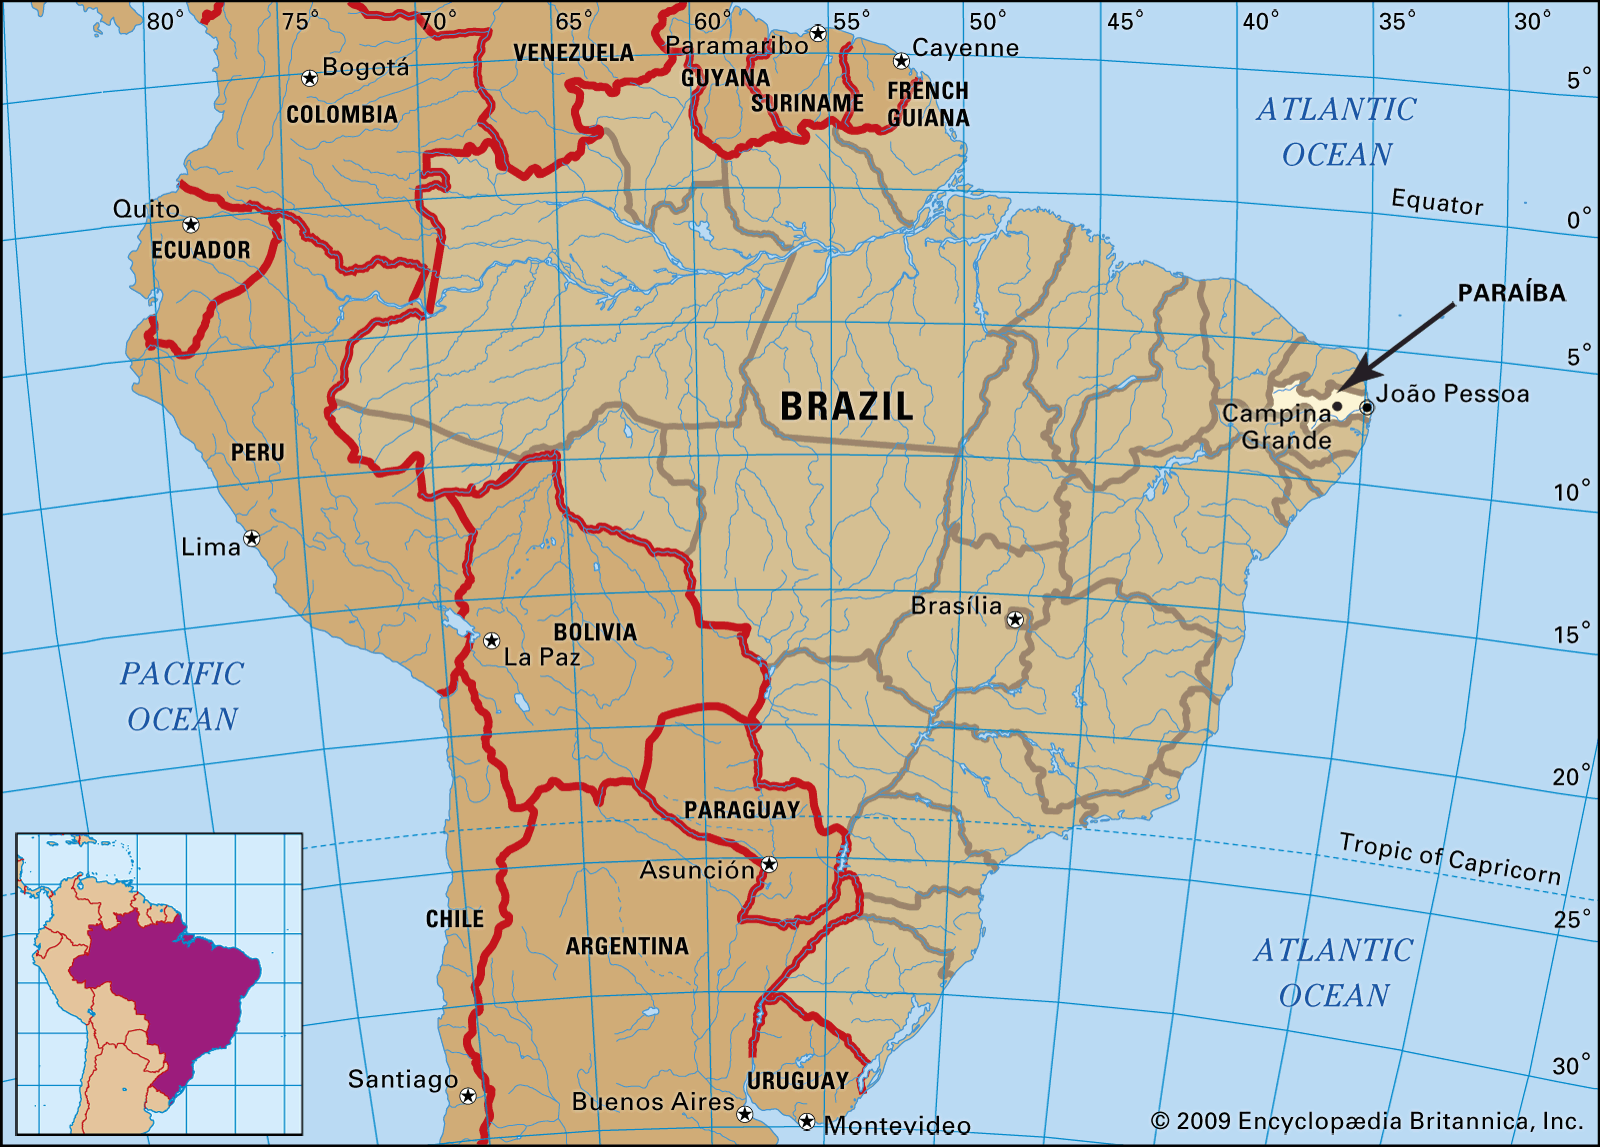 80°
75°
70°
65°
60°
55°
50°
45°
40°
35°
30°
VENEZUELA
Paramaribo
Cayenne
Bogotá
GUYANA
5°
COLOMBIA
SURINAME
FRENCH
GUIANA
ATLANTIC
OCEAN
Equator
0°
Quito
ECUADOR
PARAÍBA
5°
BRAZIL
João Pessoa
Campina
Grande
PERU
10°
Lima
Brasília
15°
BOLIVIA
La Paz
PACIFIC
OCEAN
20°
PARAGUAY
Tropic of Capricorn
Asunción
25°
CHILE
ARGENTINA
ATLANTIC
OCEAN
30°
Santiago
URUGUAY
Buenos Aires
Montevideo
© 2009 Encyclopædia Britannica, Inc.